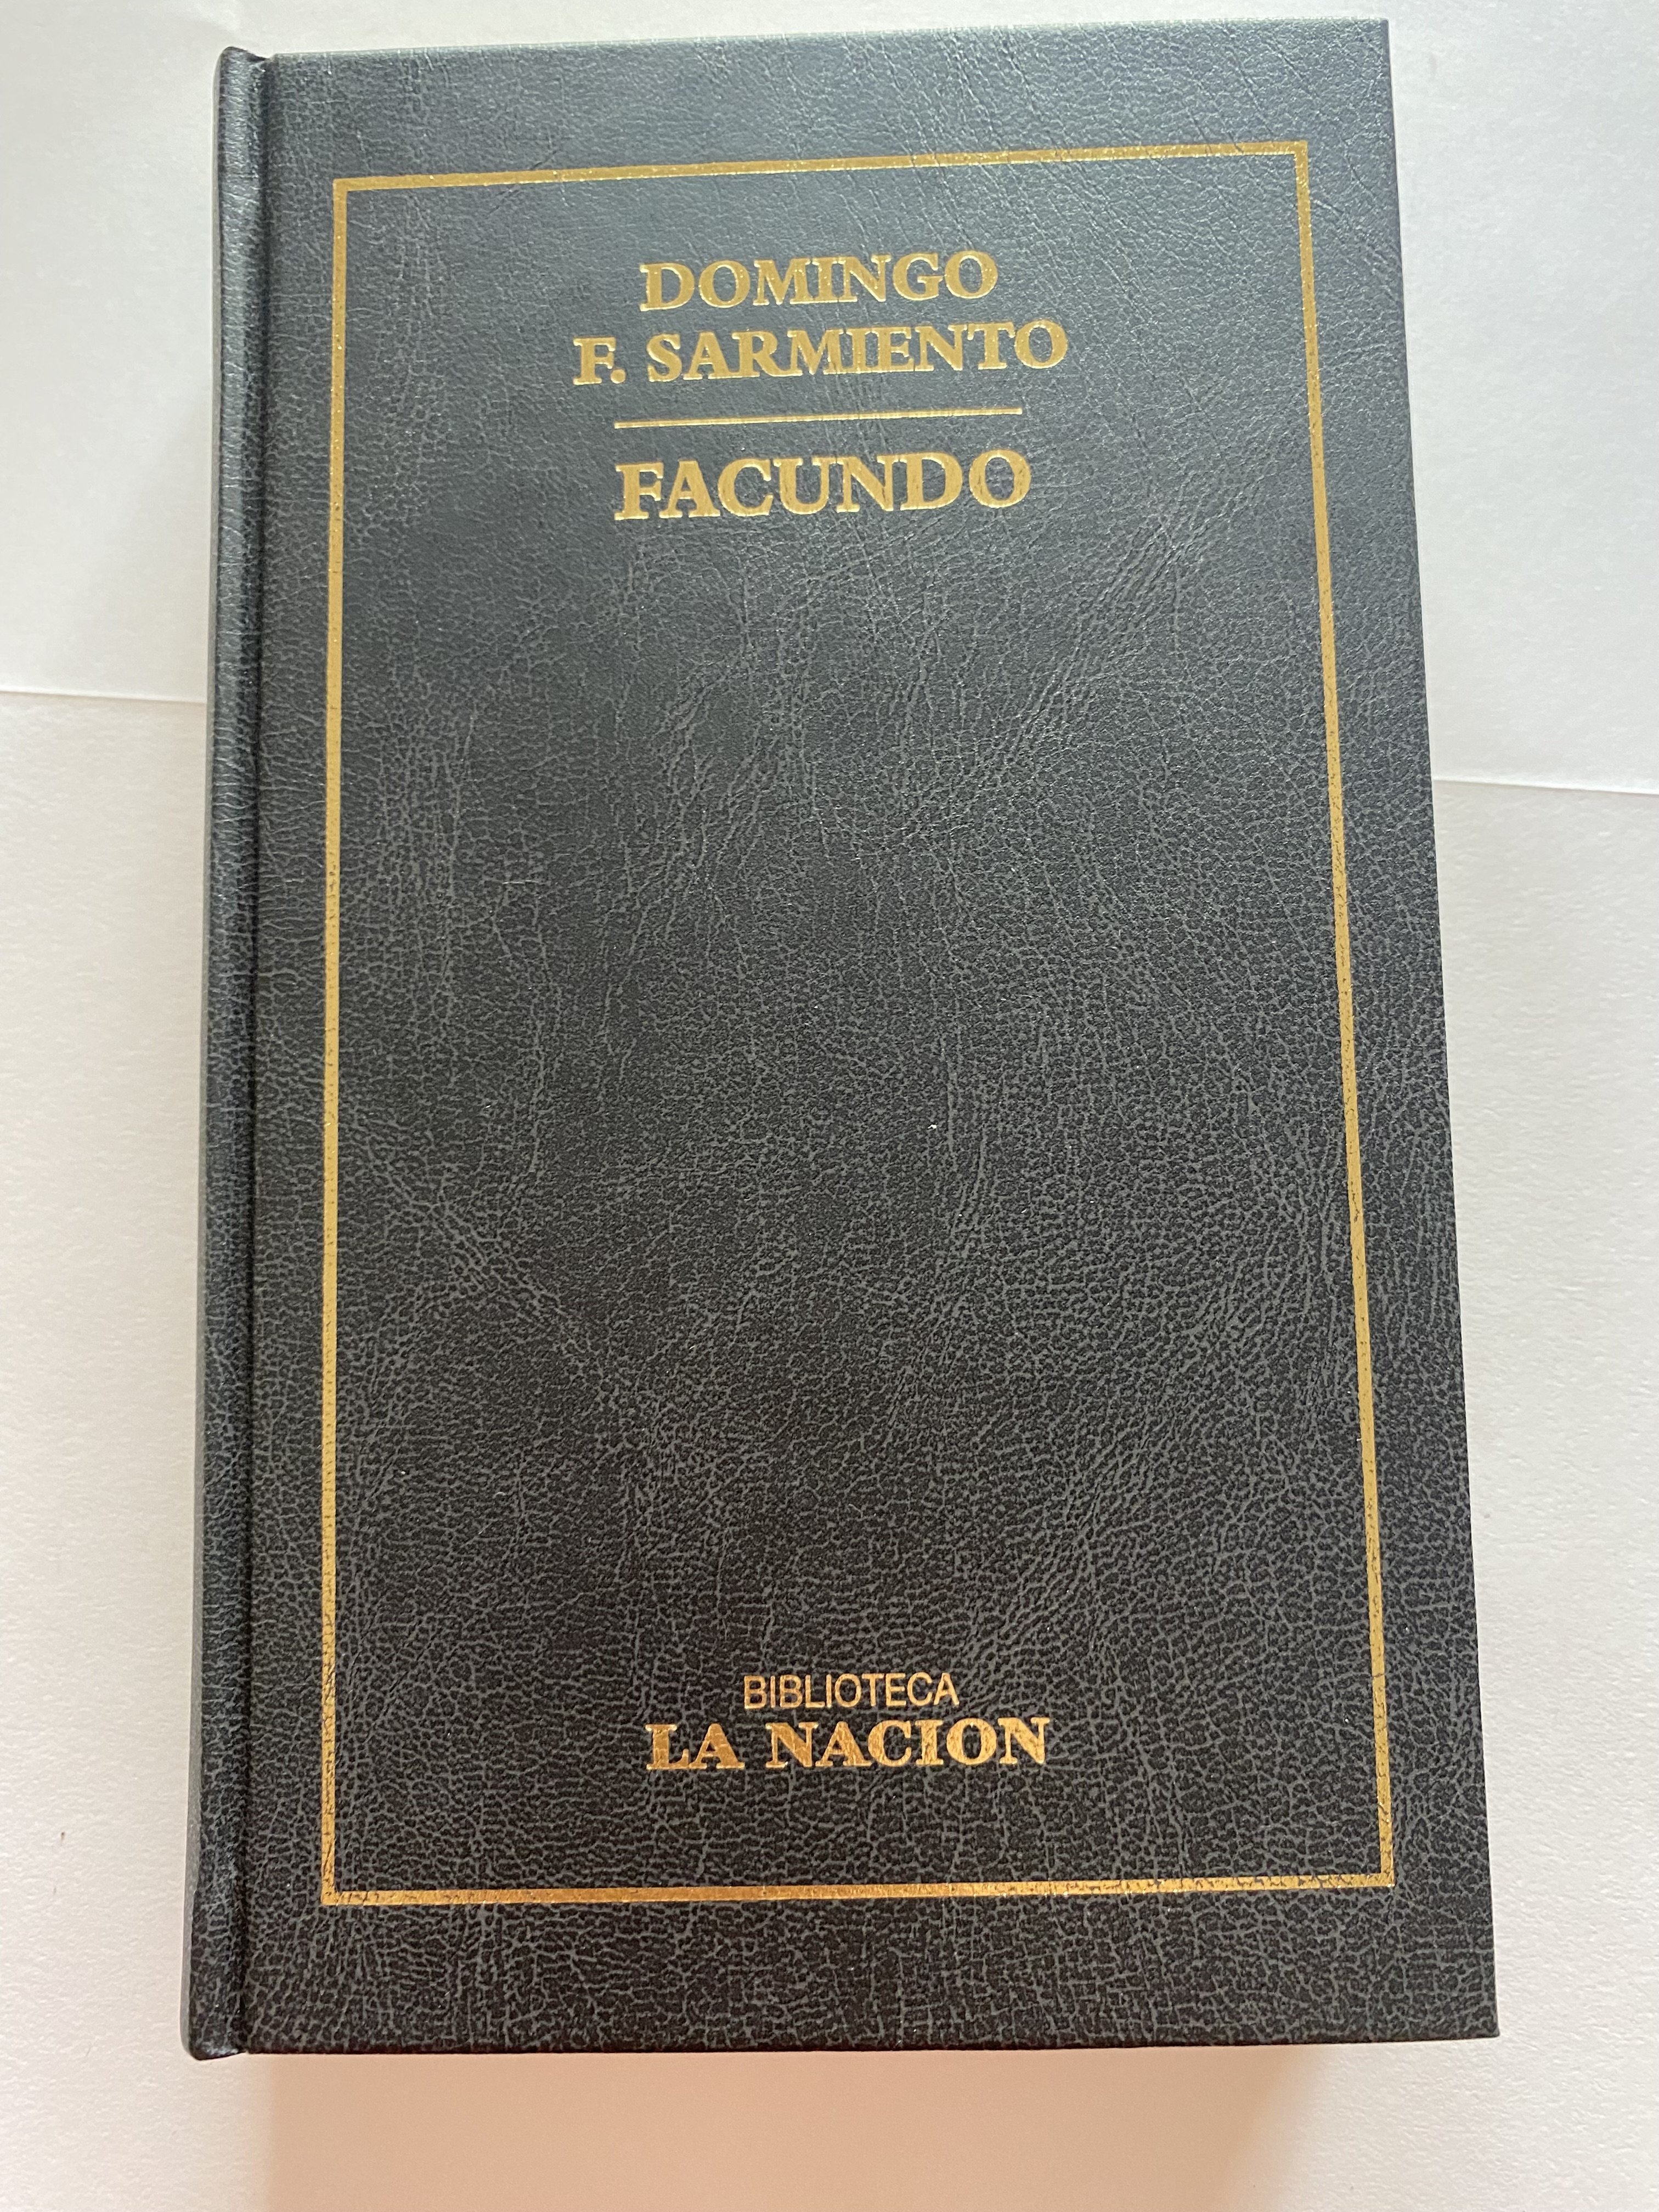 DOMINGO
F. SARMIENTO
FACUNDO
BIBLIOTECA
LA NACION